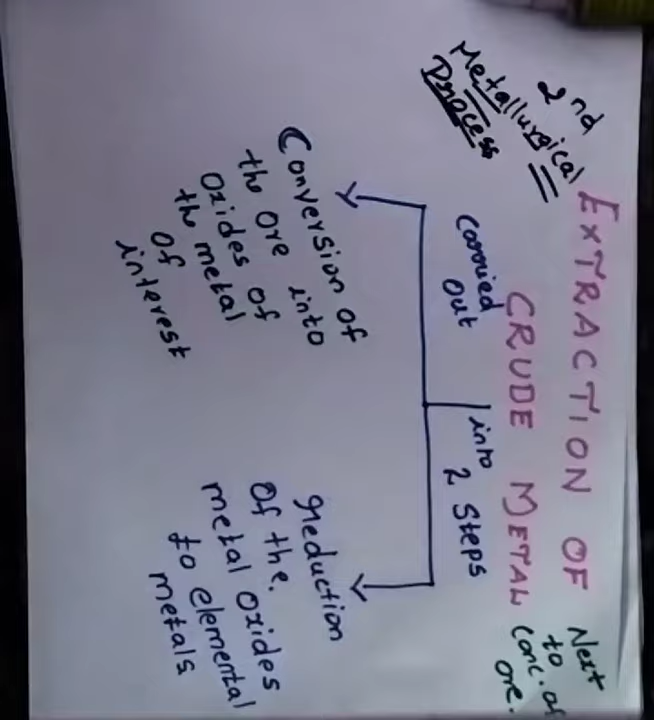 2nd
Metallurgical
Process
EXTRACTION OF
CRUDE METAL
Next
to
Conc. of
ore.
Carried
out
into
2 Steps
Conversion of
the ore into
oxides of
the metal
of
interest
reduction
of the.
metal oxides
to elemental
metals